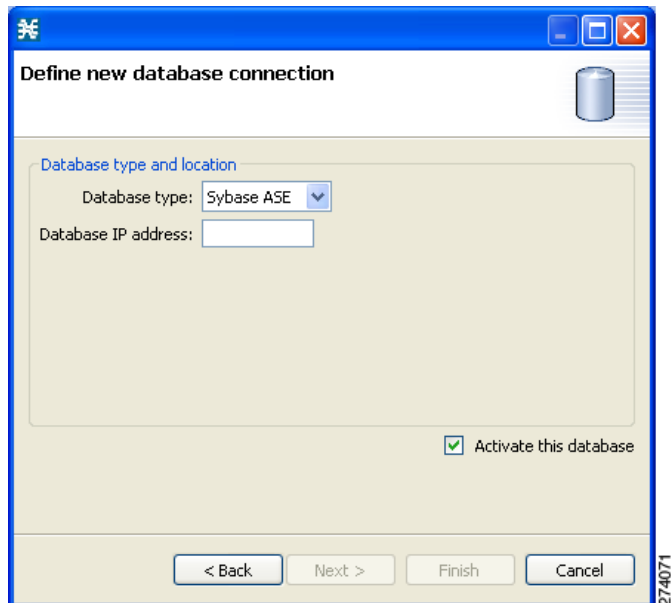 Define new database connection
Database type and location
Database type: Sybase ASE
Database IP address:
Activate this database
< Back Next > Finish Cancel
274071